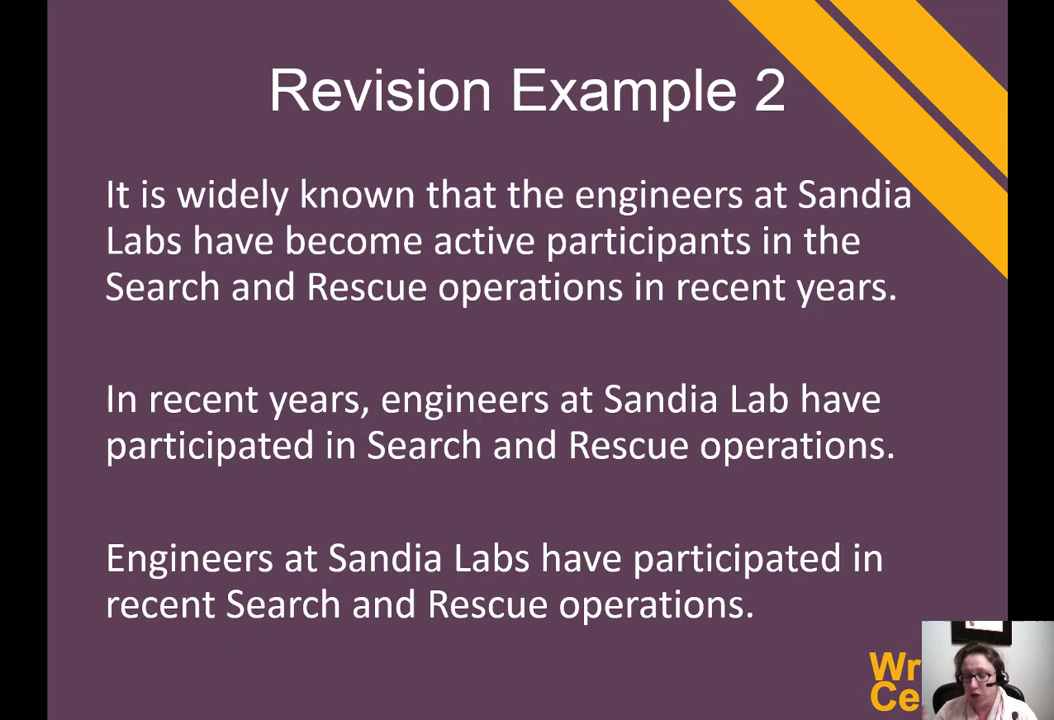 Revision Example 2
It is widely known that the engineers at Sandia
Labs have become active participants in the
Search and Rescue operations in recent years.
In recent years, engineers at Sandia Lab have
participated in Search and Rescue operations.
Engineers at Sandia Labs have participated in
recent Search and Rescue operations.
Wr
Ce